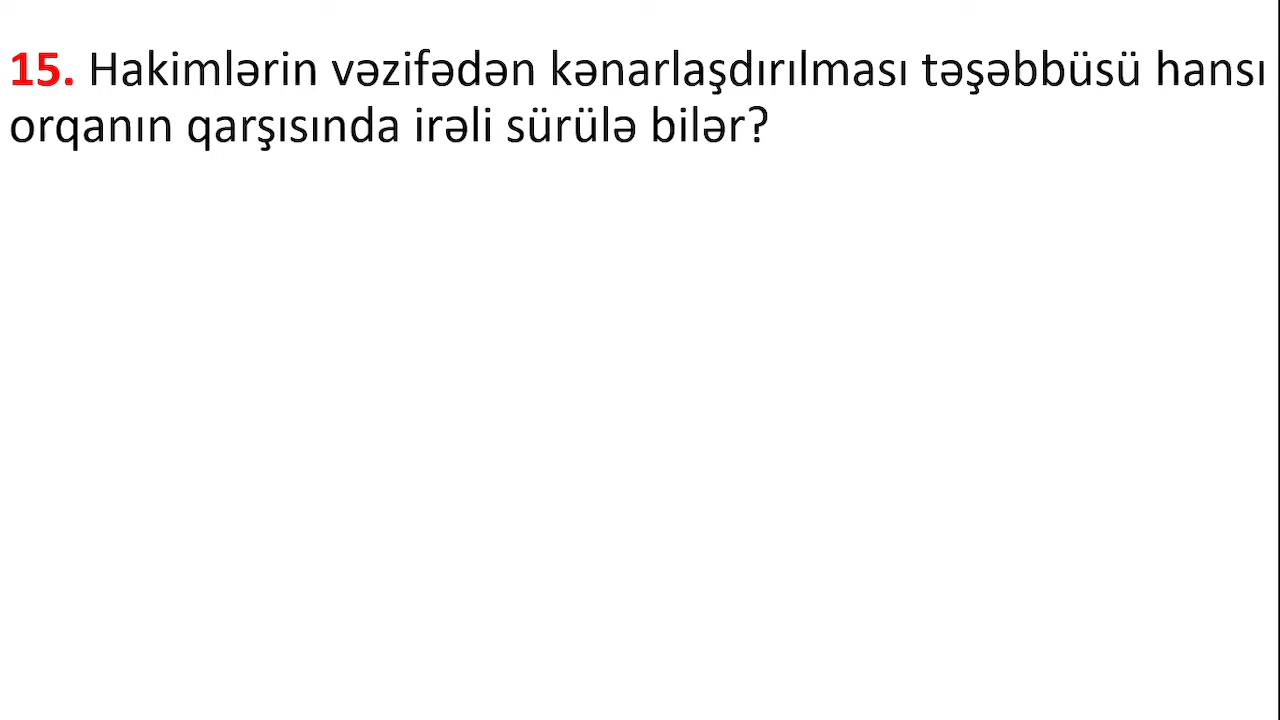 15. Hakimlərin vəzifədən kənarlaşdırılması təşəbbüsü hansı
orqanın qarşısında irəli sürülə bilər?